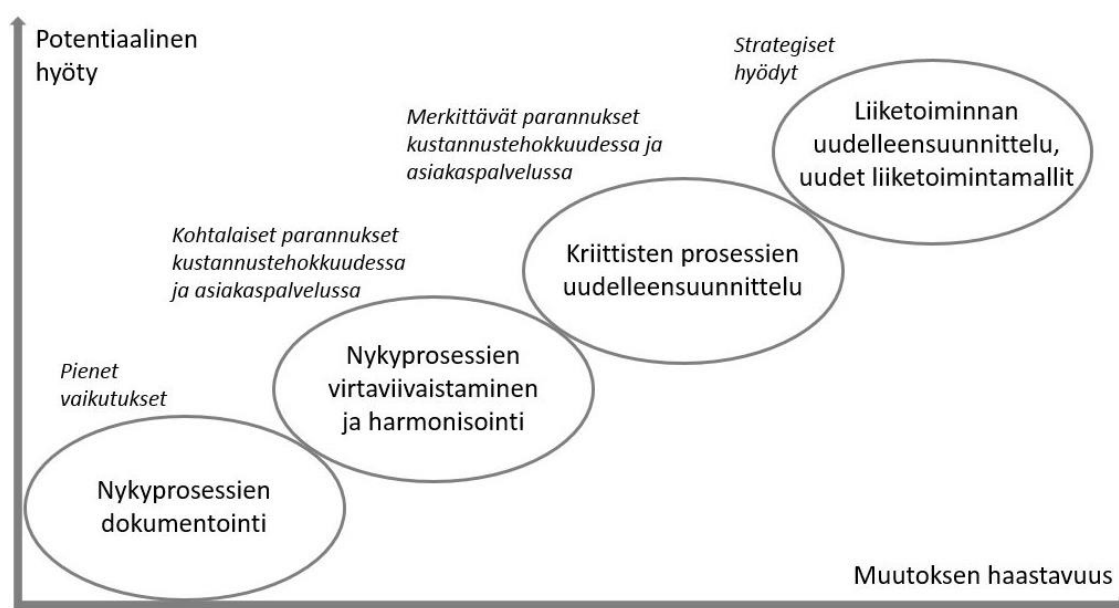 Potentiaalinen
hyöty
Strategiset
hyödyt
Liiketoiminnan
uudelleensuunnittelu,
uudet liiketoimintamallit
Merkittävät parannukset
kustannustehokkuudessa ja
asiakaspalvelussa
Kriittisten prosessien
uudelleensuunnittelu
Kohtalaiset parannukset
kustannustehokkuudessa
ja asiakaspalvelussa
Nykyprosessien
virtaviivaistaminen
ja harmonisointi
Pienet
vaikutukset
Nykyprosessien
dokumentointi
Muutoksen haastavuus